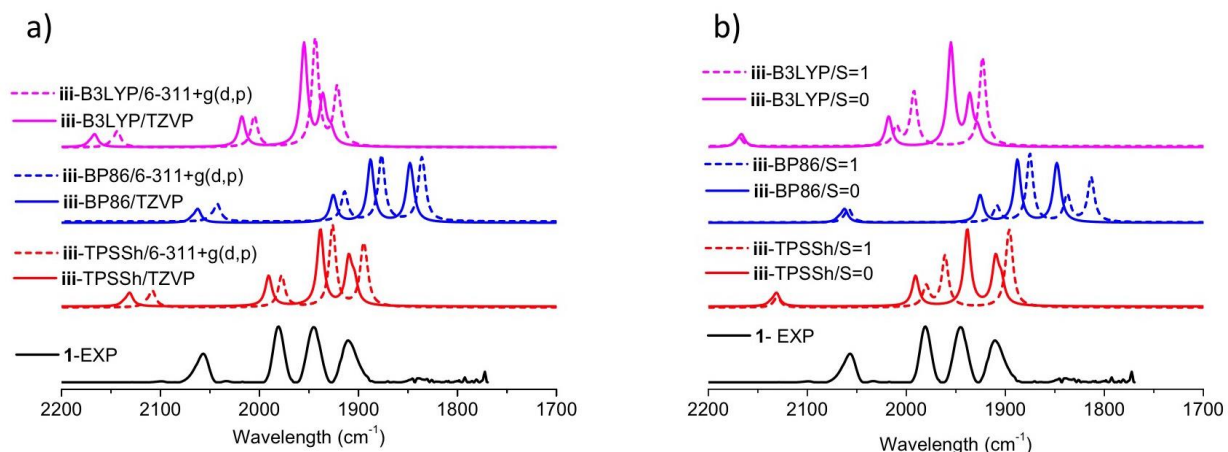 a)
iii-B3LYP/6-311+g(d,p)
iii-B3LYP/TZVP
iii-BP86/6-311+g(d,p)
iii-BP86/TZVP
iii-TPSSh/6-311+g(d,p)
iii-TPSSh/TZVP
1-EXP
2200 2100 2000 1900 1800 1700
Wavelength (cm-1)
b)
iii-B3LYP/S=1
iii-B3LYP/S=0
iii-BP86/S=1
iii-BP86/S=0
iii-TPSSh/S=1
iii-TPSSh/S=0
1- EXP
2200 2100 2000 1900 1800 1700
Wavelength (cm-1)